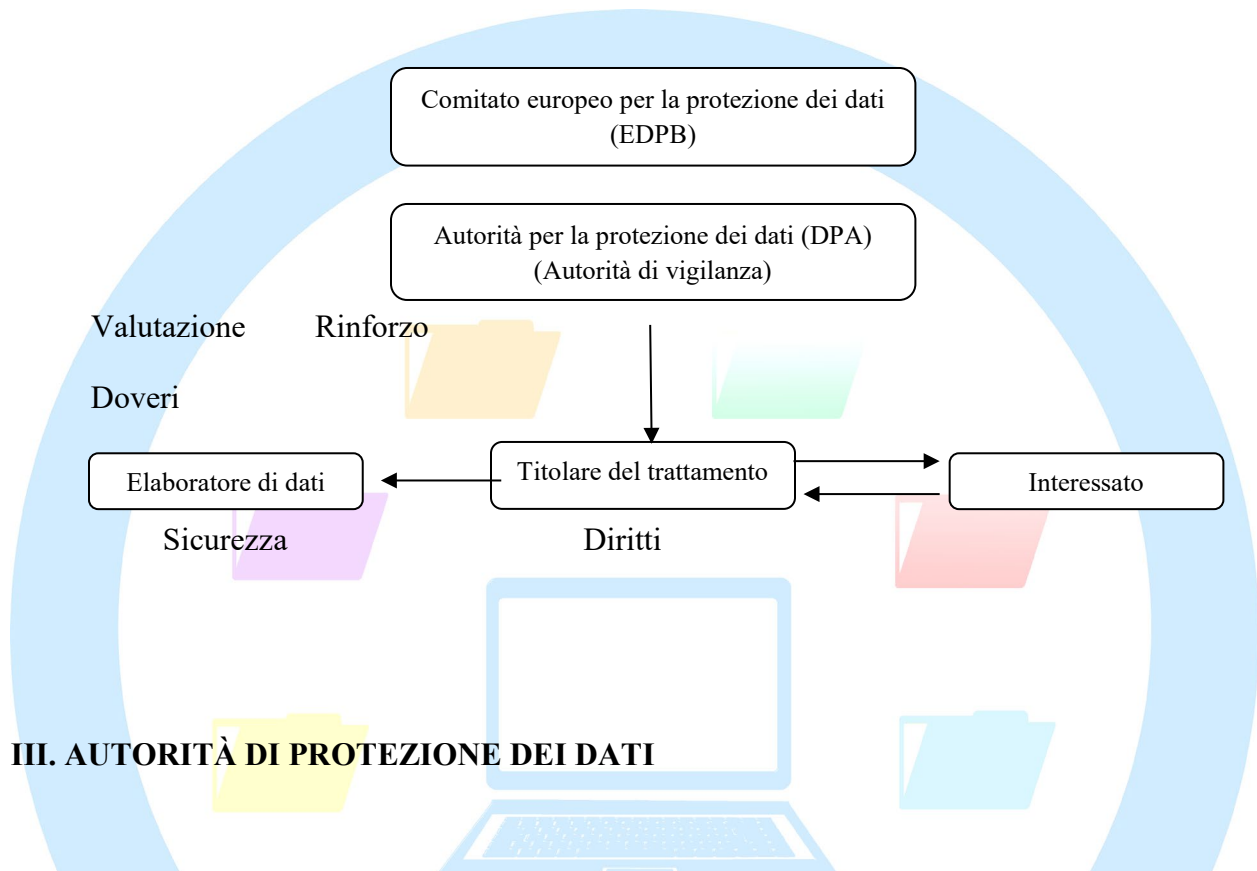 Comitato europeo per la protezione dei dati
(EDPB)
Autorità per la protezione dei dati (DPA)
(Autorità di vigilanza)
Valutazione Rinforzo
Doveri
Elaboratore di dati
Titolare del trattamento
Interessato
Sicurezza
Diritti
III. AUTORITÀ DI PROTEZIONE DEI DATI